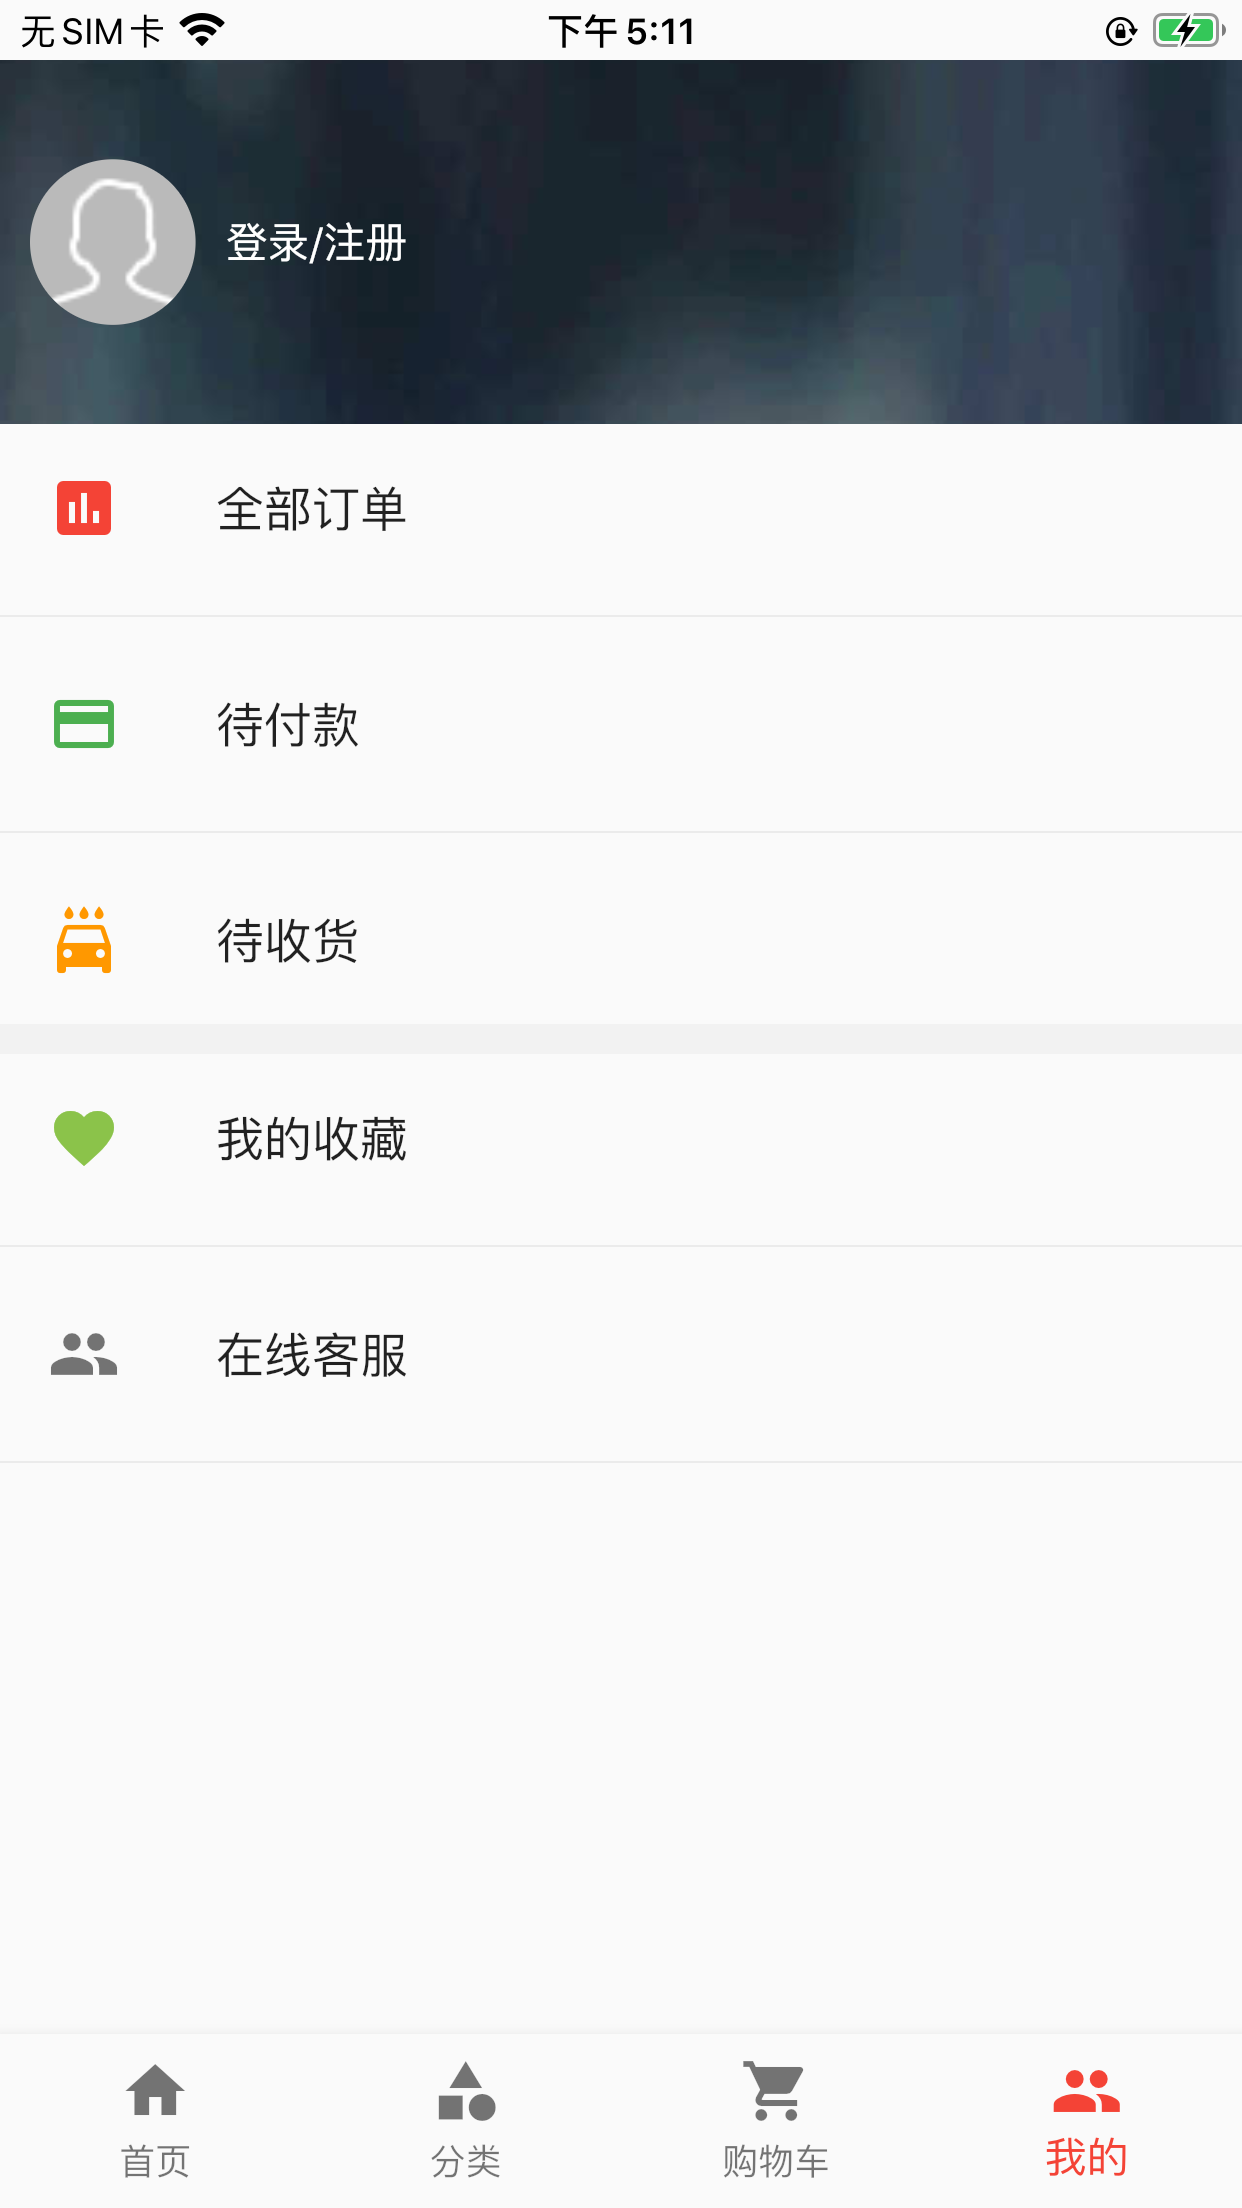 无 SIM 卡 下午 5:11
登录/注册
全部订单
待付款
待收货
我的收藏
在线客服
首页 分类 购物车 我的